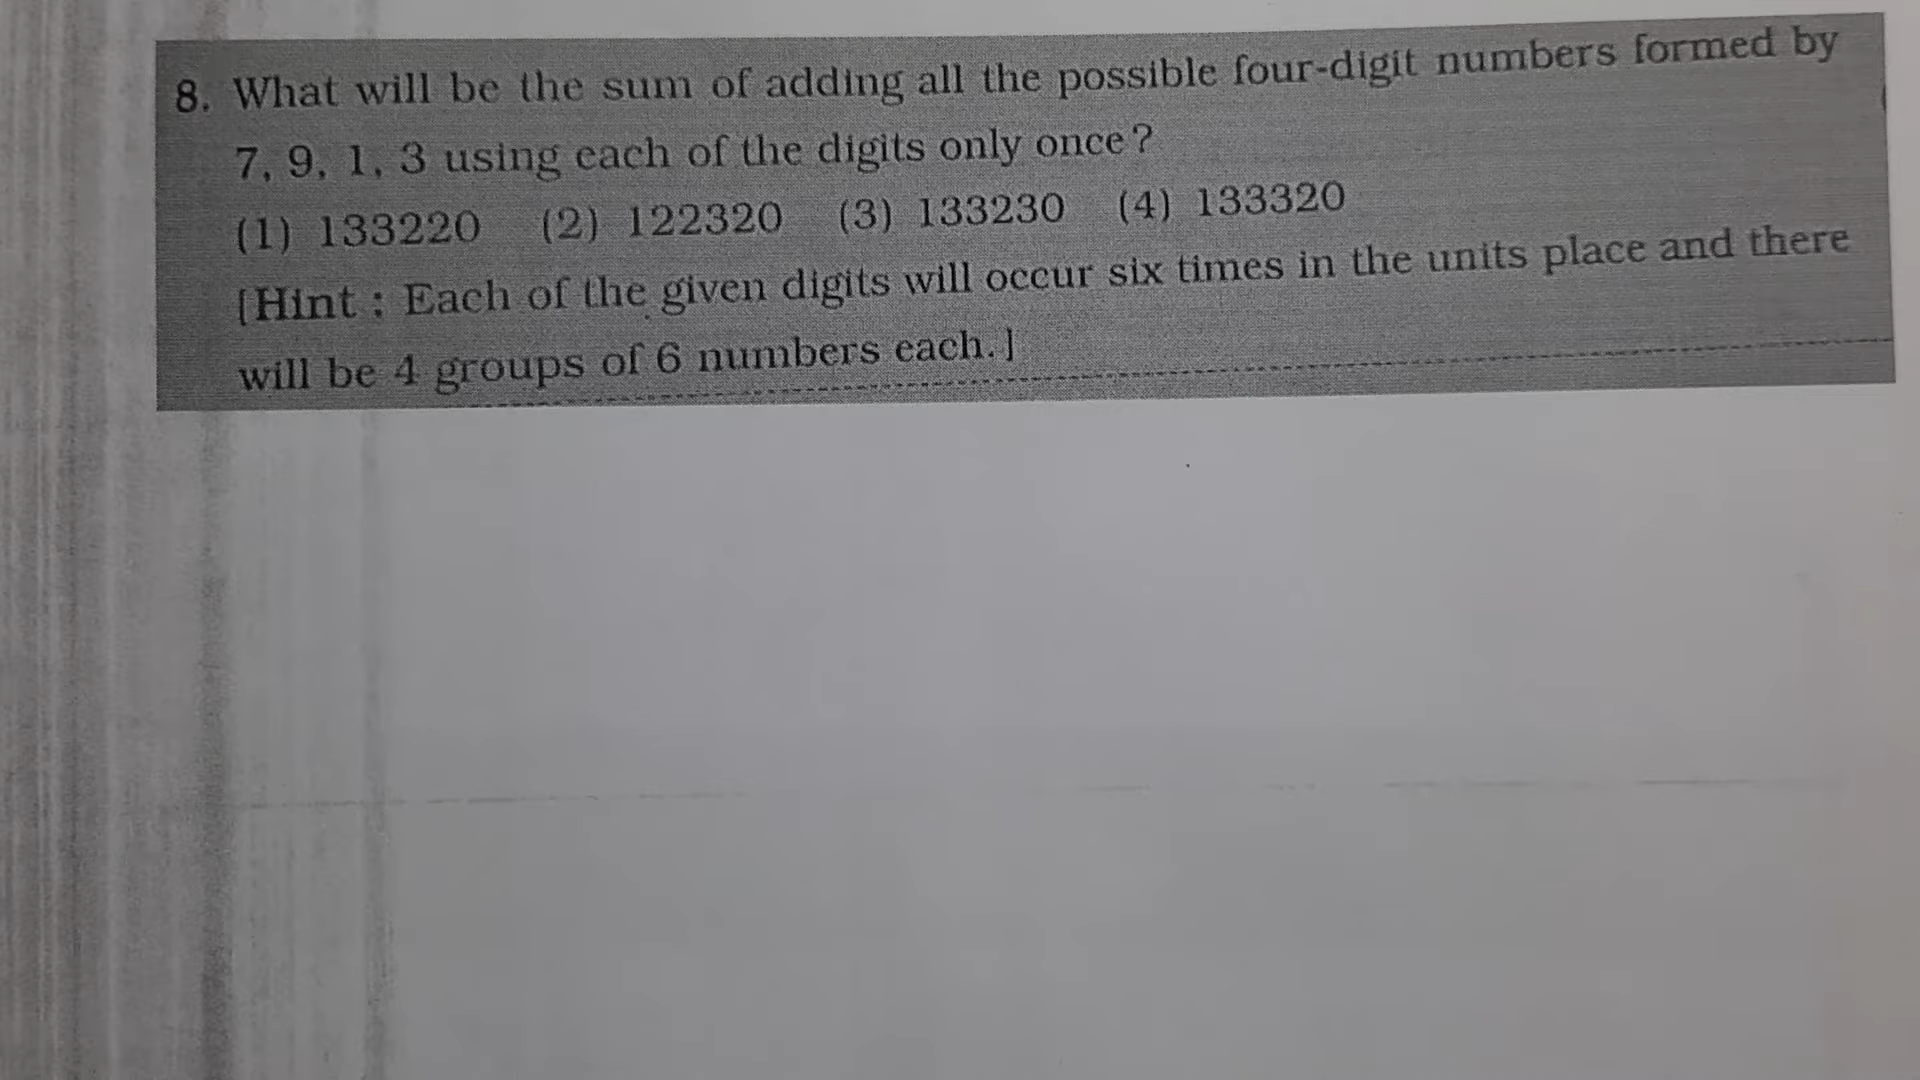 8. What will be the sum of adding all the possible four-digit numbers formed by
7, 9, 1, 3 using each of the digits only once?
(1) 133220 (2) 122320 (3) 133230 (4) 133320
[Hint : Each of the given digits will occur six times in the units place and there
will be 4 groups of 6 numbers each.]